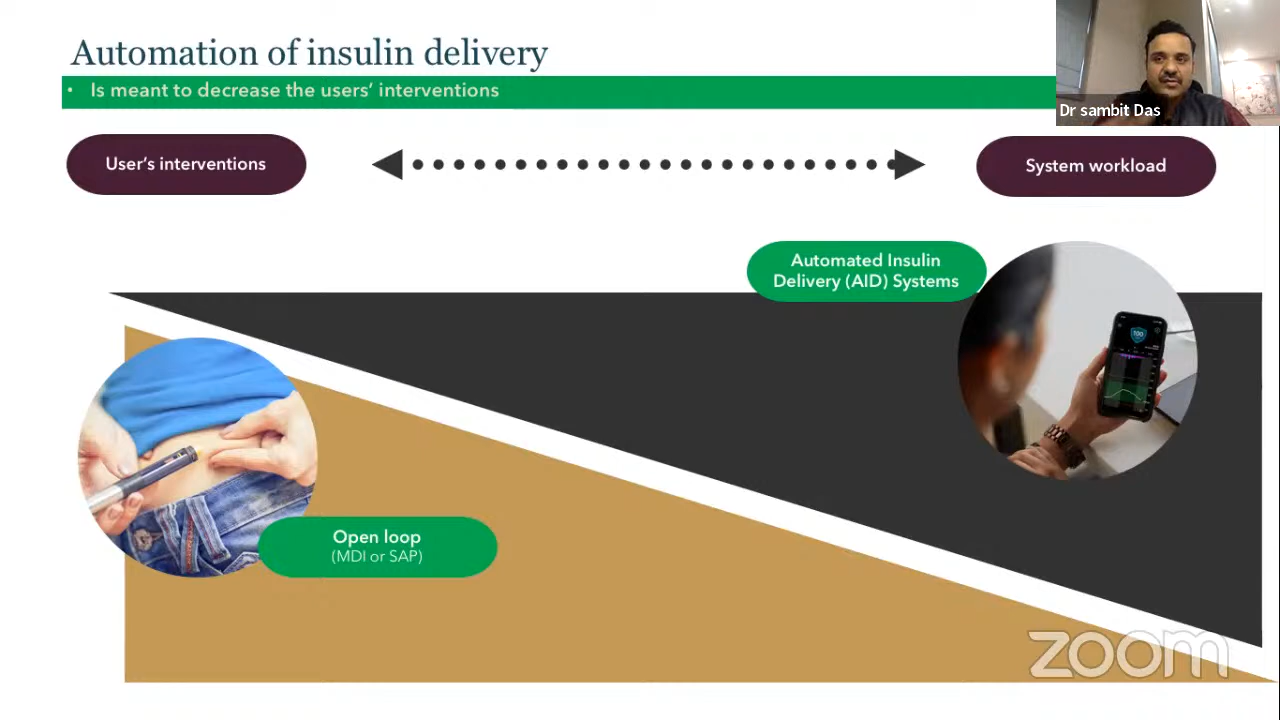 Automation of insulin delivery
• Is meant to decrease the users’ interventions
Dr sambit Das
User’s interventions
System workload
Automated Insulin
Delivery (AID) Systems
100
Open loop
(MDI or SAP)
zoom